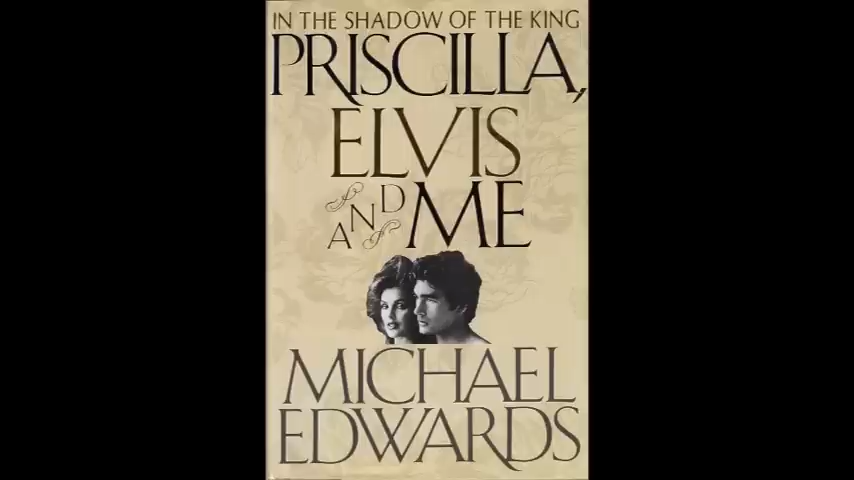 IN THE SHADOW OF THE KING
PRISCILLA,
ELVIS
AND ME
MICHAEL
EDWARDS